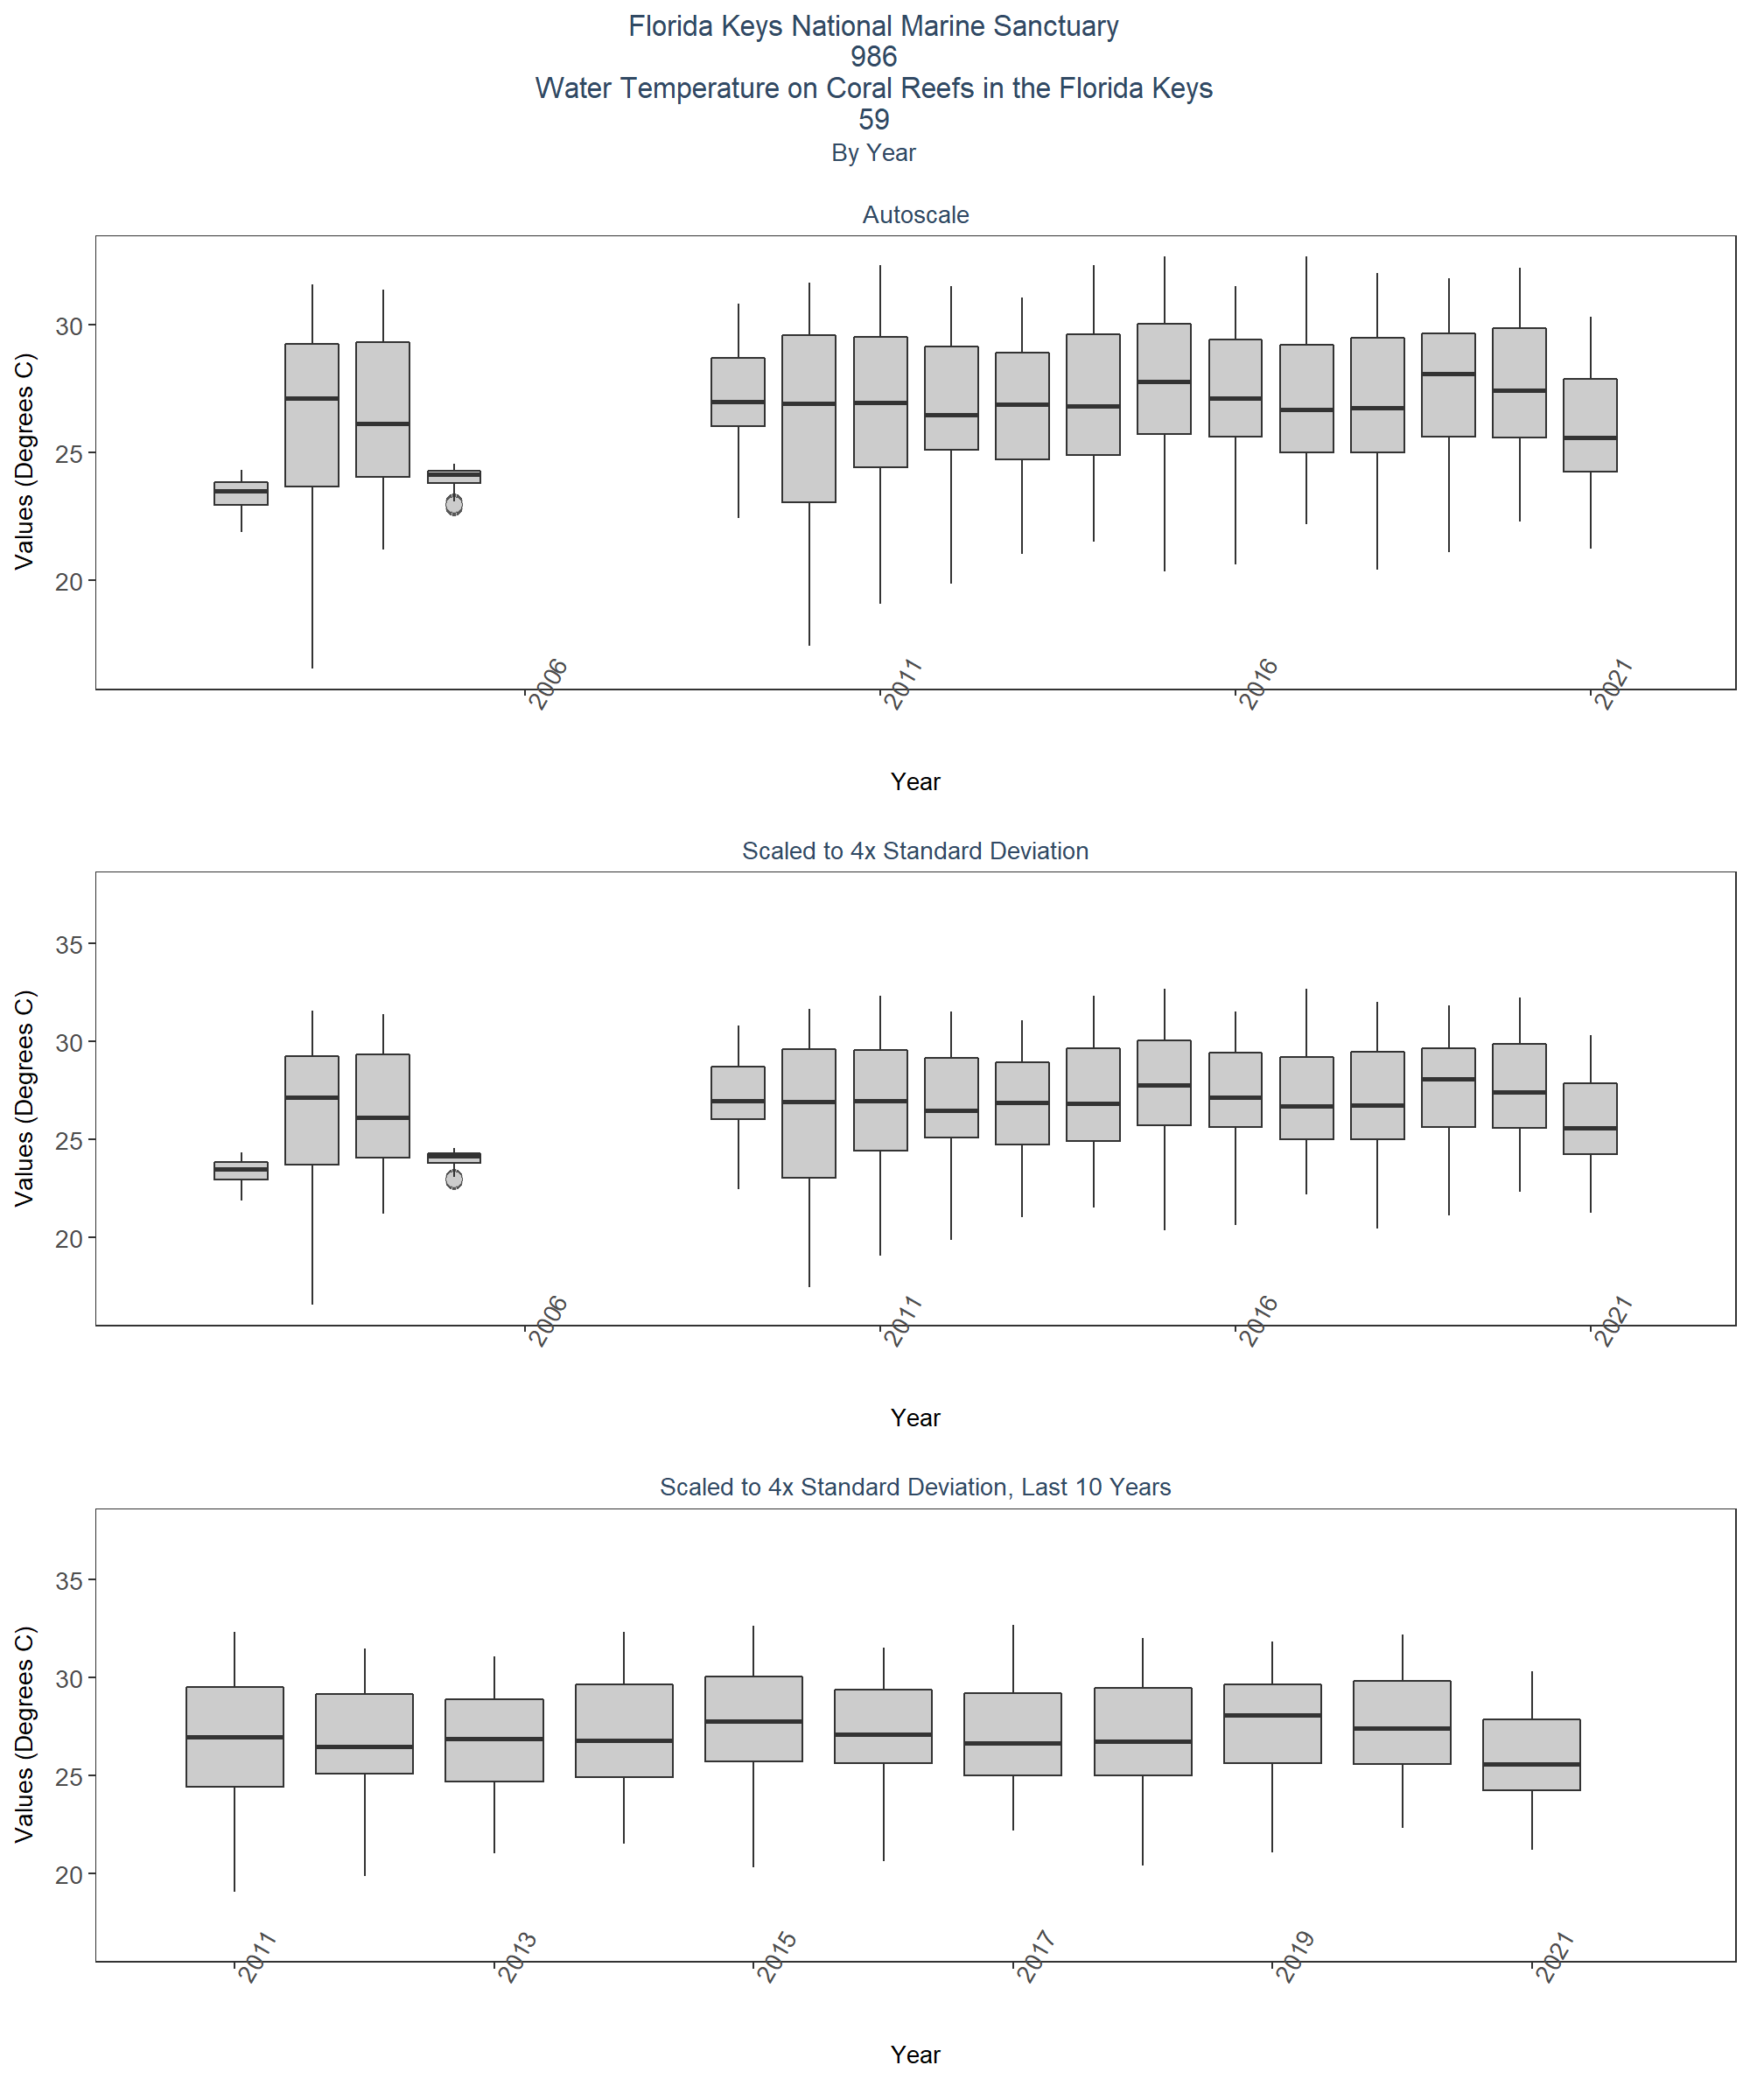 Florida Keys National Marine Sanctuary
986
Water Temperature on Coral Reefs in the Florida Keys
59
By Year
Autoscale
Values (Degrees C)
30
25
20
2006
2011
2016
2021
Year
Scaled to 4x Standard Deviation
Values (Degrees C)
35
30
25
20
2006
2011
2016
2021
Year
Scaled to 4x Standard Deviation, Last 10 Years
Values (Degrees C)
35
30
25
20
2011
2013
2015
2017
2019
2021
Year